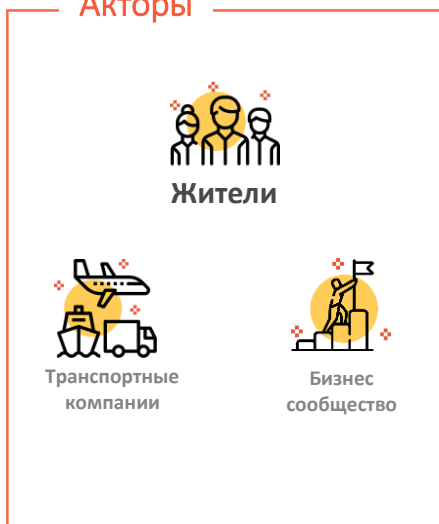 Акторы
Жители
Транспортные
компании
Бизнес
сообщество